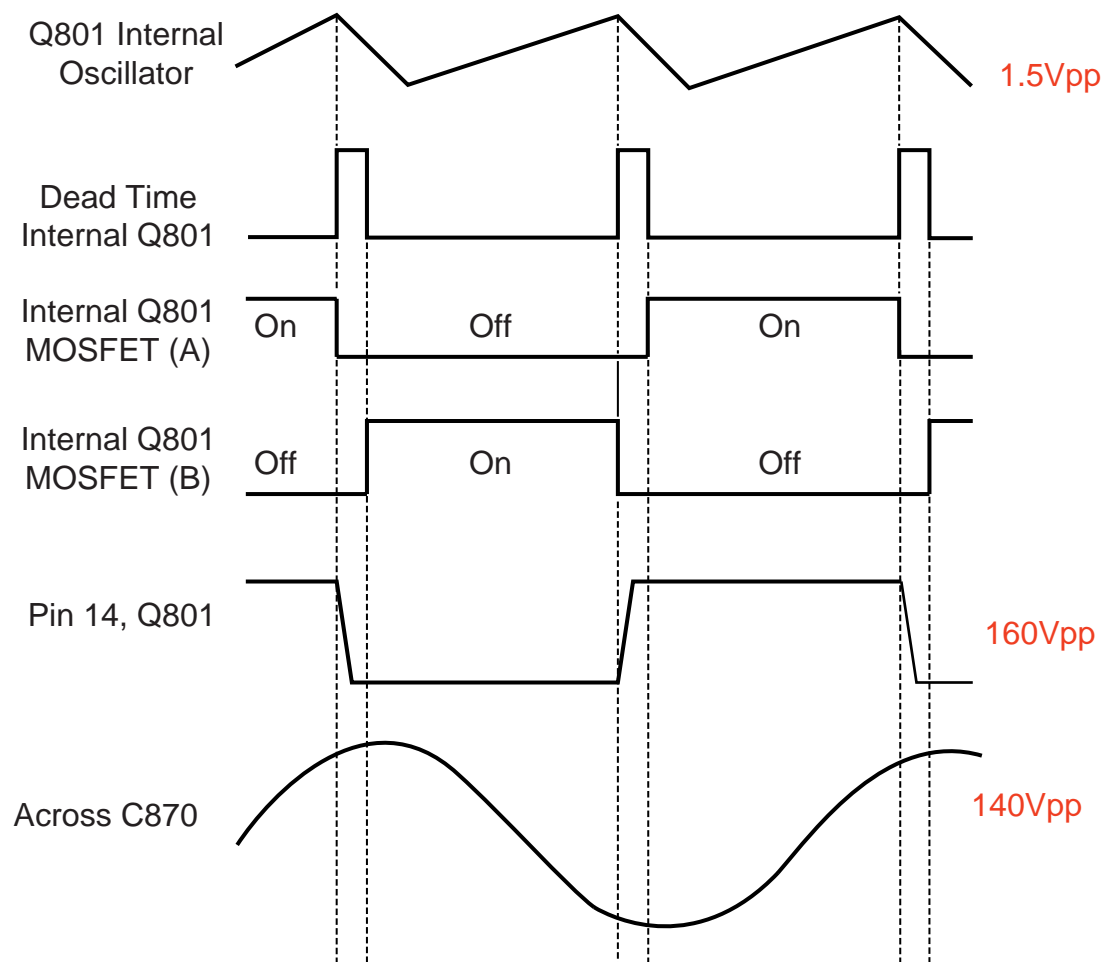 Q801 Internal
Oscillator
1.5Vpp
Dead Time
Internal Q801
Internal Q801
MOSFET (A)
On
Off
On
Internal Q801
MOSFET (B)
Off
On
Off
Pin 14, Q801
160Vpp
Across C870
140Vpp